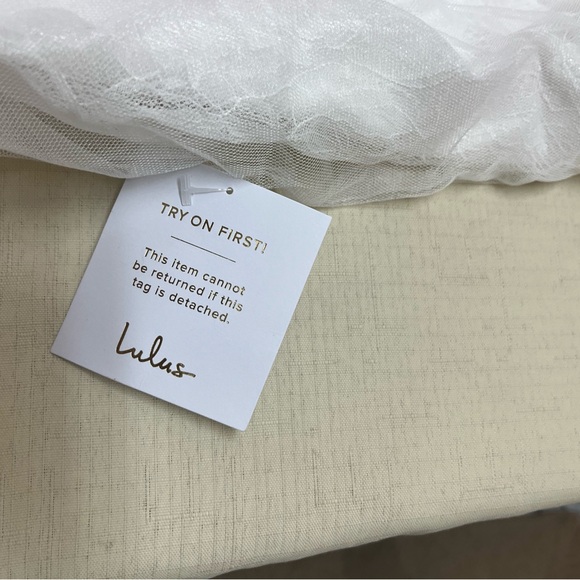 TRY ON FiRST!
This item cannot
be returned if this
tag is detached.
Lulus